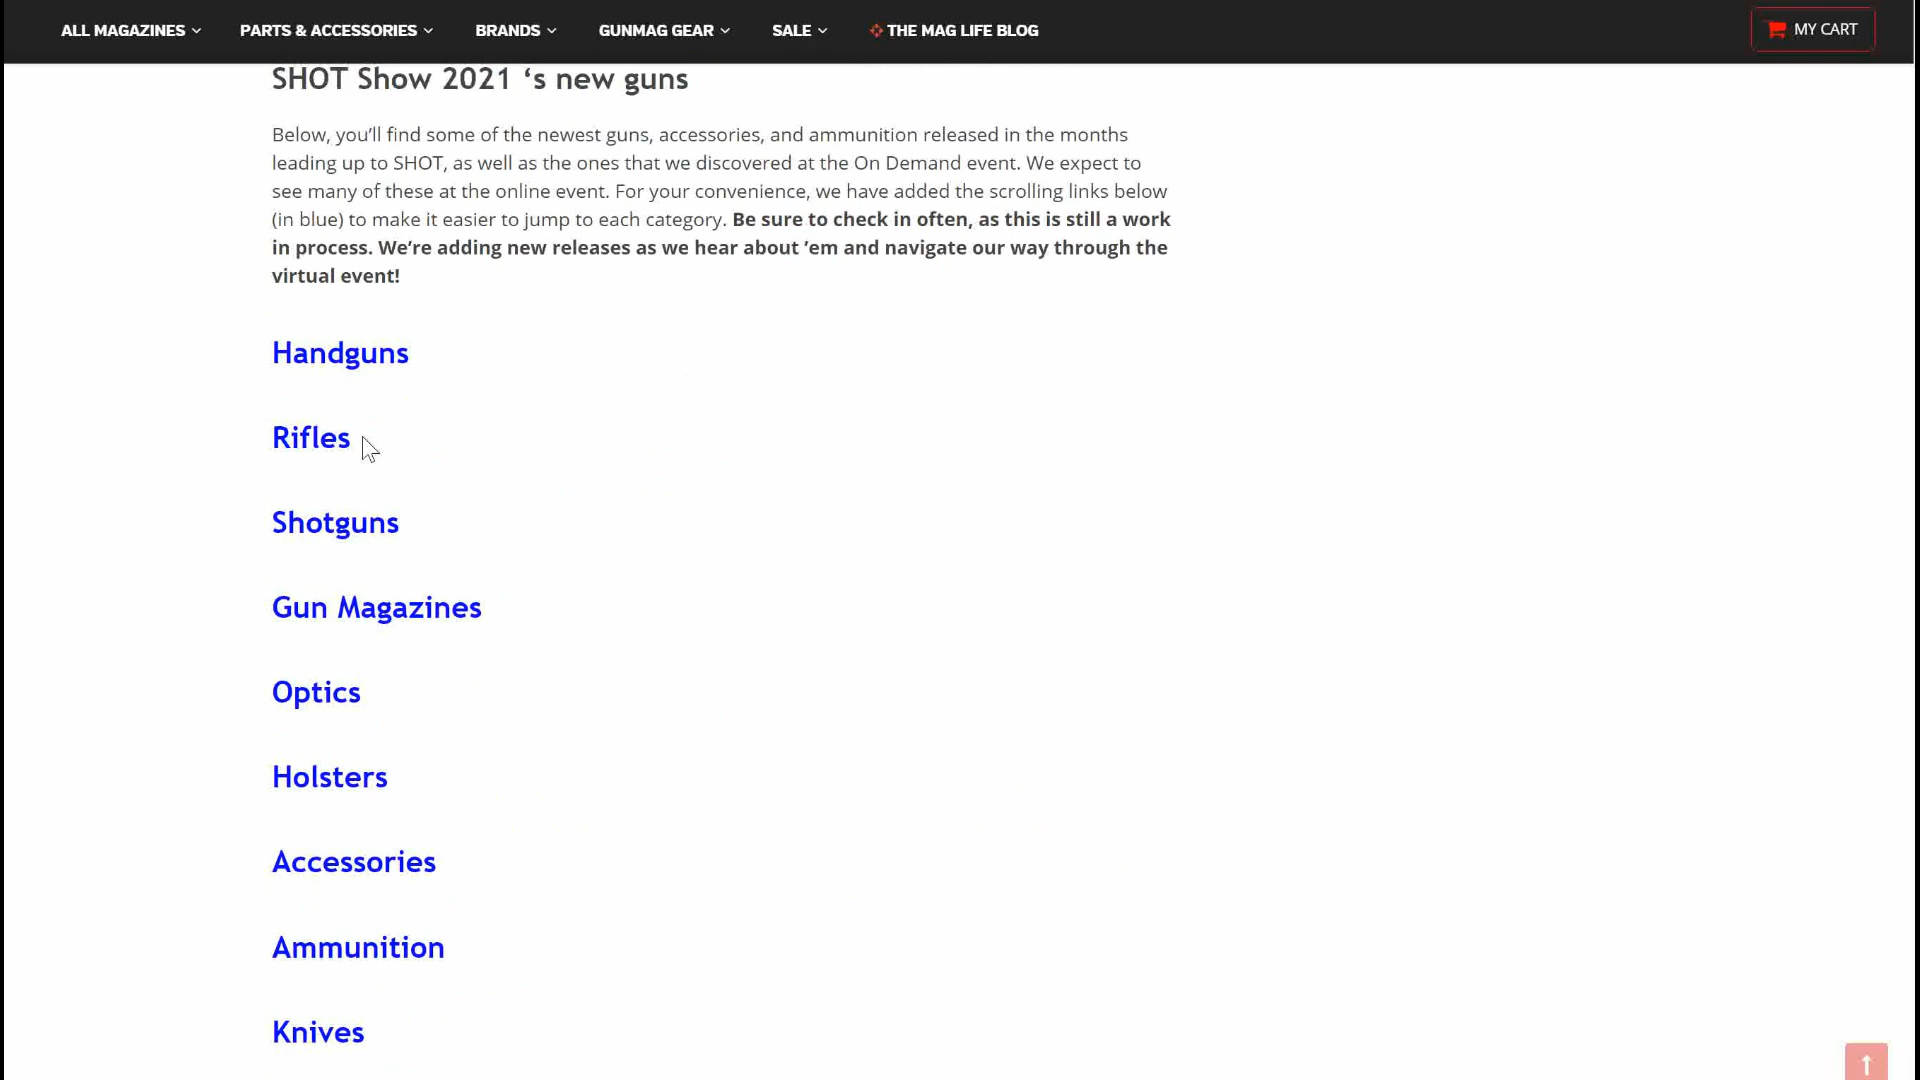 ALL MAGAZINES PARTS & ACCESSORIES BRANDS GUNMAG GEAR SALE THE MAG LIFE BLOG MY CART
SHOT Show 2021 ‘s new guns
Below, you’ll find some of the newest guns, accessories, and ammunition released in the months
leading up to SHOT, as well as the ones that we discovered at the On Demand event. We expect to
see many of these at the online event. For your convenience, we have added the scrolling links below
(in blue) to make it easier to jump to each category. Be sure to check in often, as this is still a work
in process. We’re adding new releases as we hear about ’em and navigate our way through the
virtual event!
Handguns
Rifles
Shotguns
Gun Magazines
Optics
Holsters
Accessories
Ammunition
Knives